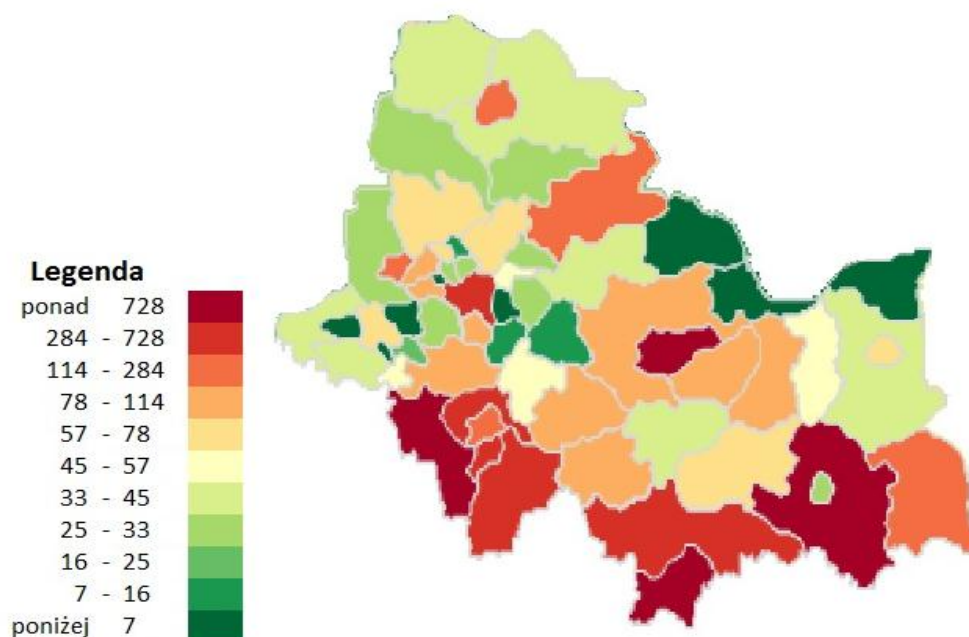 Legenda
ponad 728
284 - 728
114 - 284
78 - 114
57 - 78
45 - 57
33 - 45
25 - 33
16 - 25
7 - 16
poniżej 7